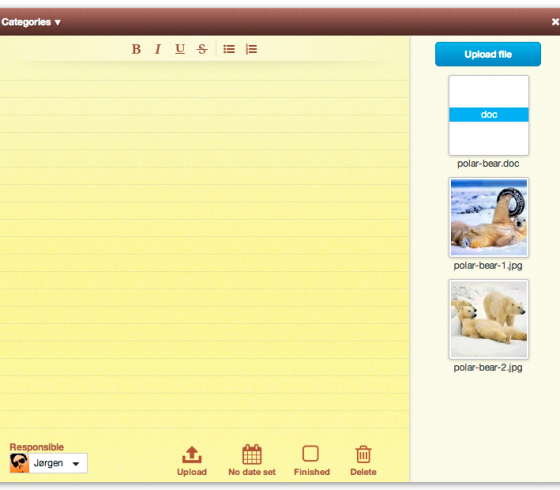 Categories ▼
B I U S
Upload file
doc
polar-bear.doc
polar-bear-1.jpg
polar-bear-2.jpg
Responsible
Jørgen
Upload
No date set
Finished
Delete